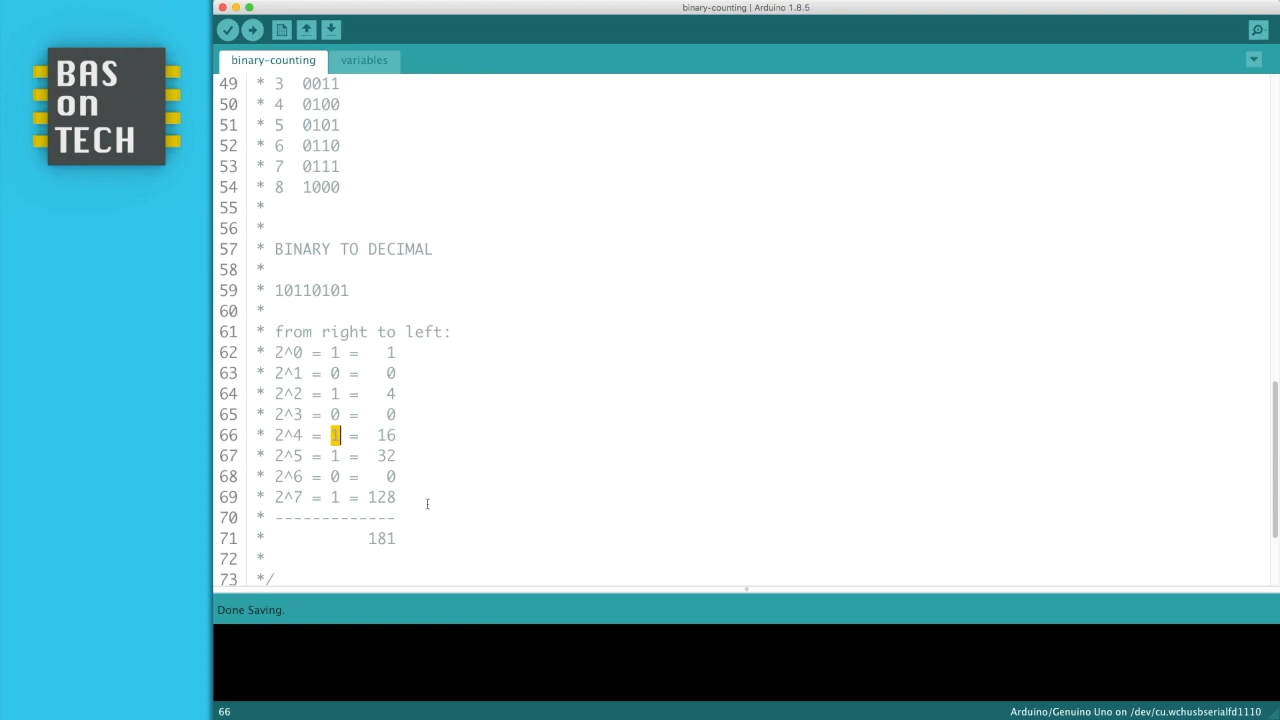 binary-counting | Arduino 1.8.5
BAS
on
TECH
binary-counting variables
49 * 3 0011
50 * 4 0100
51 * 5 0101
52 * 6 0110
53 * 7 0111
54 * 8 1000
55 *
56 *
57 * BINARY TO DECIMAL
58 *
59 * 10110101
60 *
61 * from right to left:
62 * 2^0 = 1 = 1
63 * 2^1 = 0 = 0
64 * 2^2 = 1 = 4
65 * 2^3 = 0 = 0
66 * 2^4 = 1 = 16
67 * 2^5 = 1 = 32
68 * 2^6 = 0 = 0
69 * 2^7 = 1 = 128
70 * -------------
71 * 181
72 *
73 */
Done Saving.
66 Arduino/Genuino Uno on /dev/cu.wchusbserialfd1110